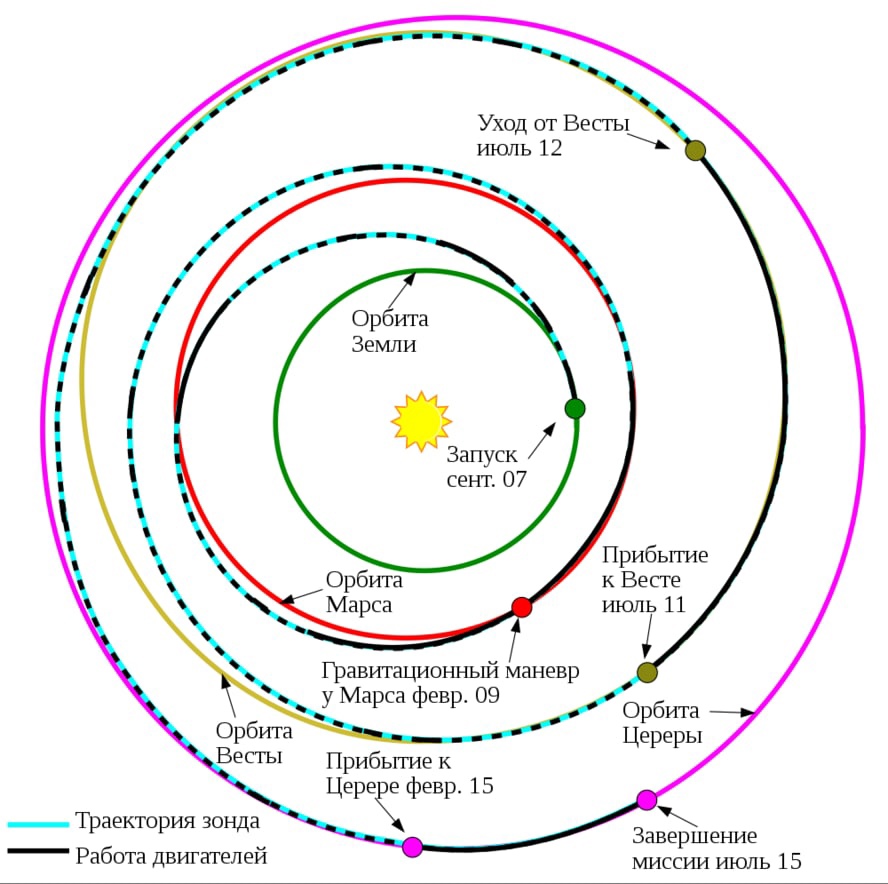 Уход от Весты
июль 12
Орбита
Земли
Запуск
сент. 07
Прибытие
к Весте
июль 11
Орбита
Марса
Гравитационный маневр
у Марса февр. 09
Орбита
Цереры
Орбита
Весты
Прибытие к
Церере февр. 15
Траектория зонда
Работа двигателей
Завершение
миссии июль 15